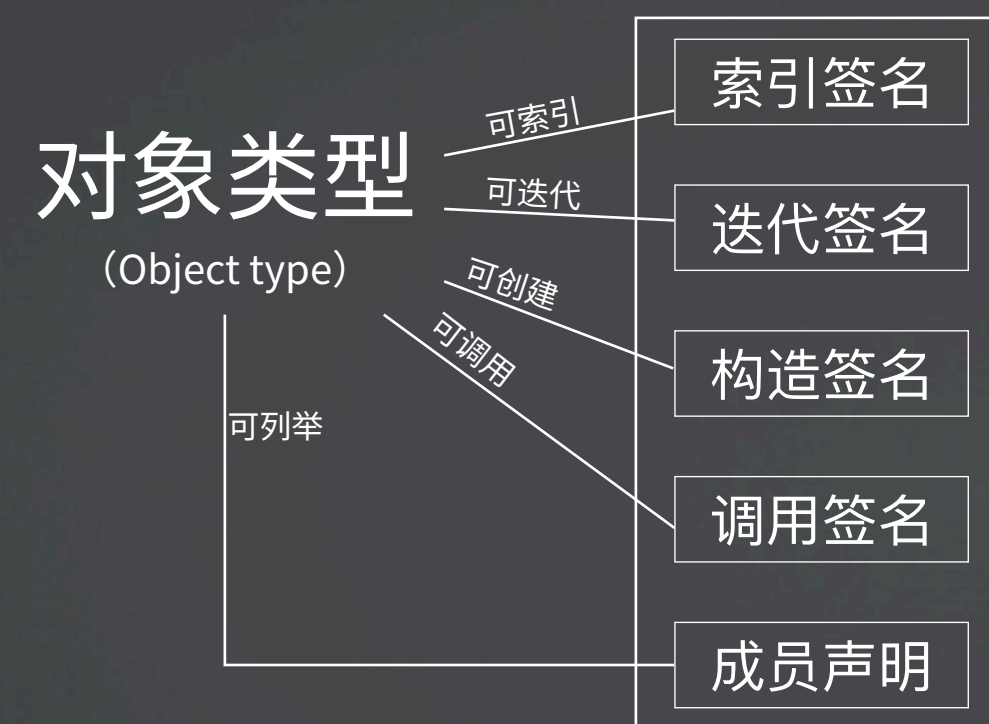 对象类型
（Object type）
可索引
可迭代
可创建
可调用
可列举
索引签名
迭代签名
构造签名
调用签名
成员声明